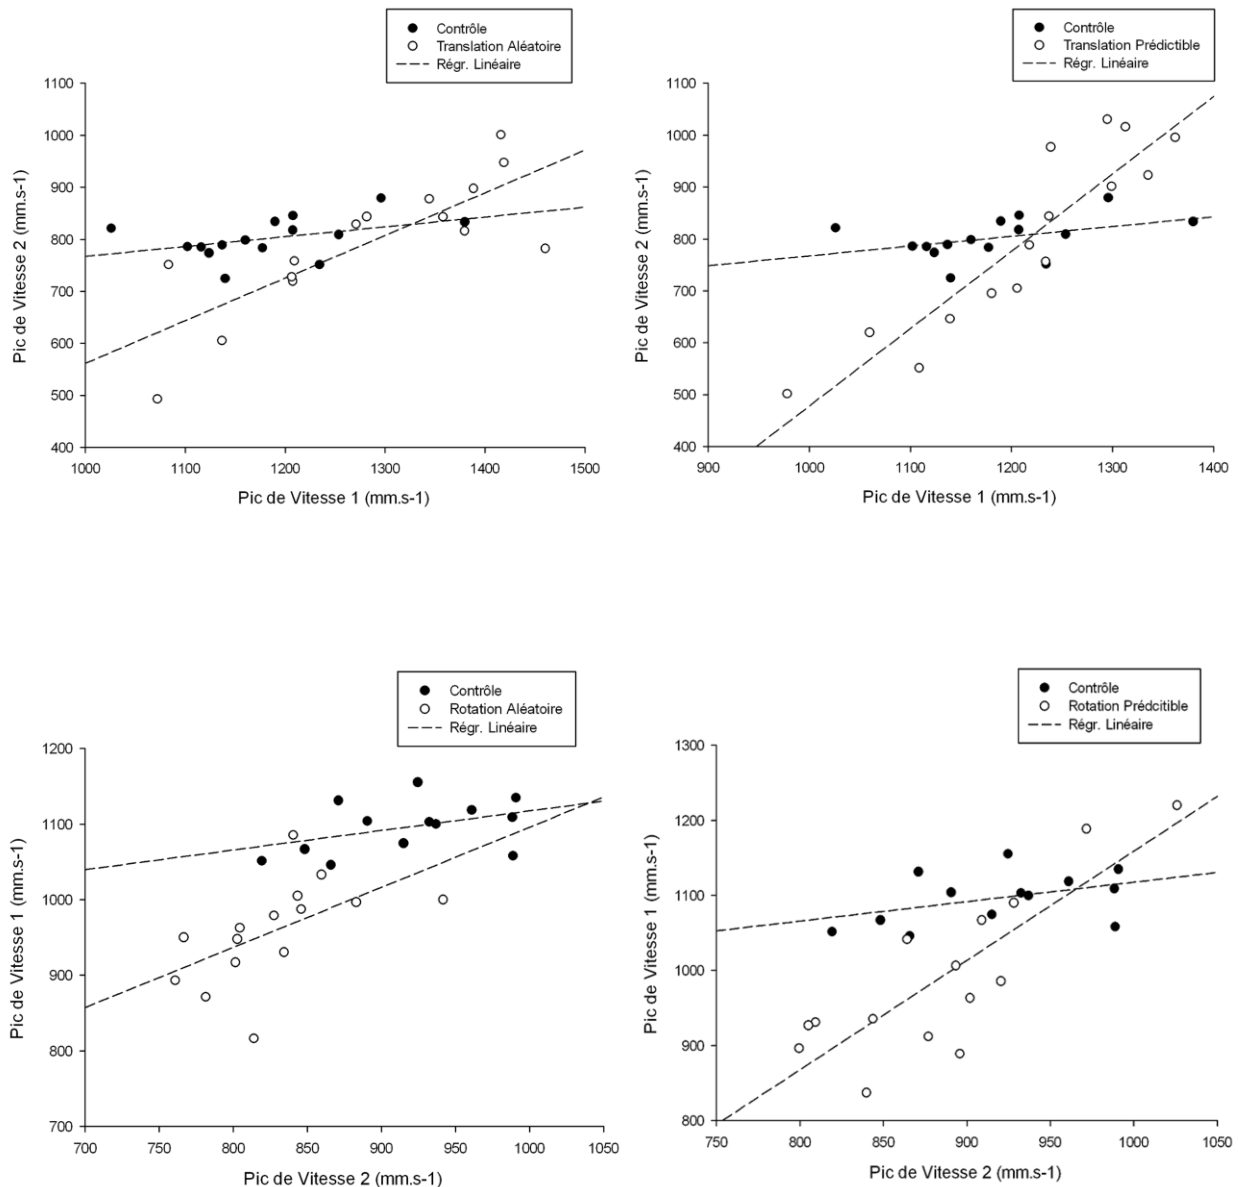 Contrôle
Translation Aléatoire
Régr. Linéaire
1100
1000
900
800
700
600
500
400
Pic de Vitesse 2 (mm.s-1)
1000 1100 1200 1300 1400 1500
Pic de Vitesse 1 (mm.s-1)
Contrôle
Translation Prédictible
Régr. Linéaire
1100
1000
900
800
700
600
500
400
Pic de Vitesse 2 (mm.s-1)
900 1000 1100 1200 1300 1400
Pic de Vitesse 1 (mm.s-1)
Contrôle
Rotation Aléatoire
Régr. Linéaire
1200
1100
1000
900
800
700
Pic de Vitesse 1 (mm.s-1)
700 750 800 850 900 950 1000 1050
Pic de Vitesse 2 (mm.s-1)
Contrôle
Rotation Prédcitible
Régr. Linéaire
1300
1200
1100
1000
900
800
Pic de Vitesse 1 (mm.s-1)
750 800 850 900 950 1000 1050
Pic de Vitesse 2 (mm.s-1)